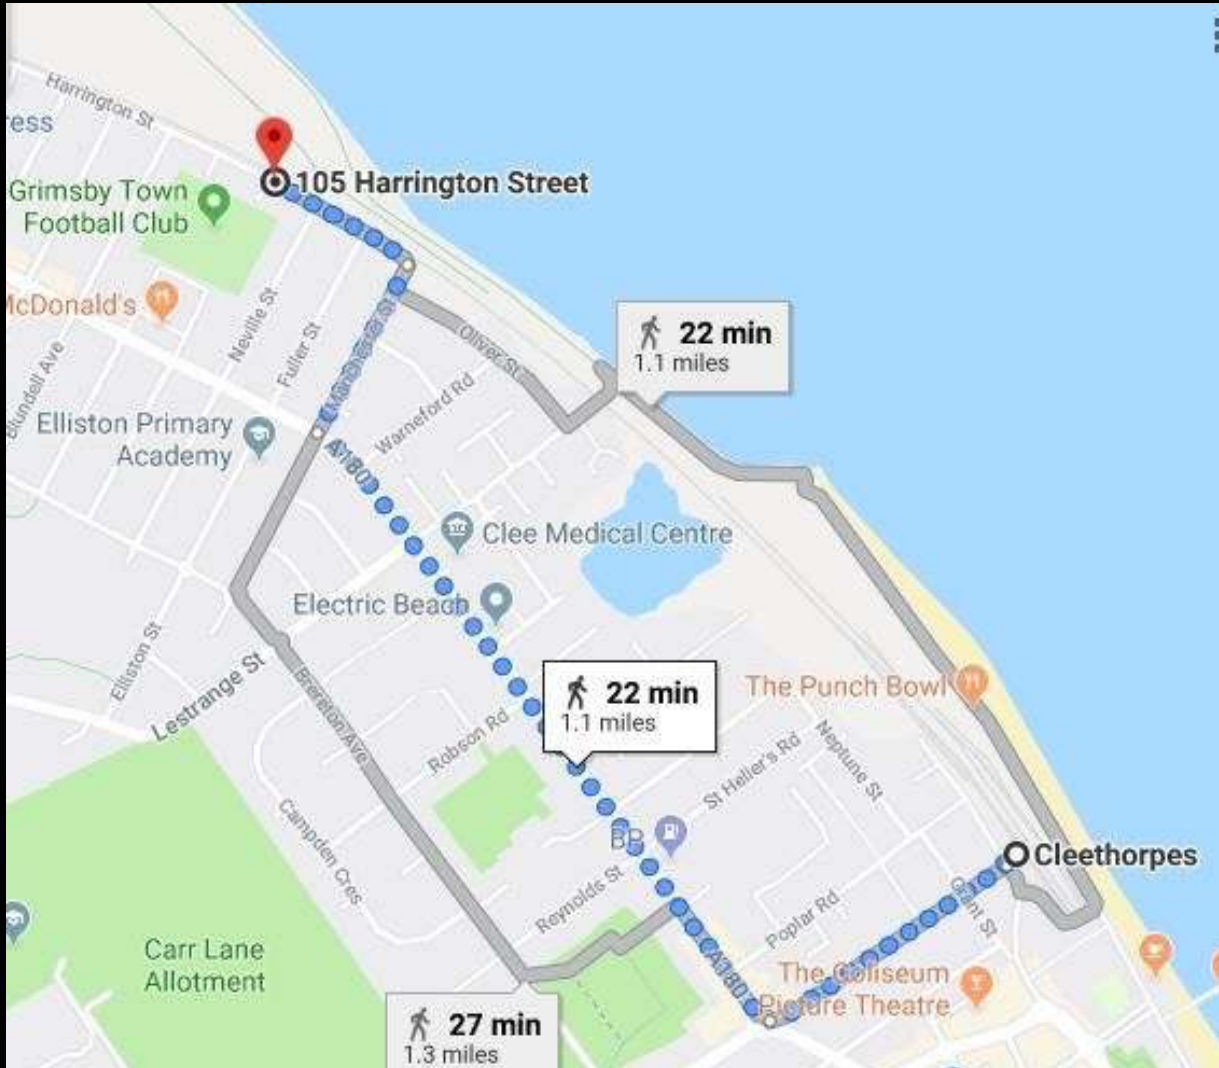 Harrington St
ress
105 Harrington Street
Grimsby Town
Football Club
McDonald's
Neville St
Fuller St
Blundell Ave
Manchester St
Oliver St
22 min
1.1 miles
Warneford Rd
Elliston Primary
Academy
A180
Clee Medical Centre
Electric Beach
Elliston St
Lestrange St
Brereton Ave
22 min
1.1 miles
The Punch Bowl
Robson Rd
Neptune St
St Heller's Rd
BP
Campden Cres
Reynolds St
Cleethorpes
Grant St
Poplar Rd
Carr Lane
Allotment
A180
The Coliseum
Picture Theatre
27 min
1.3 miles